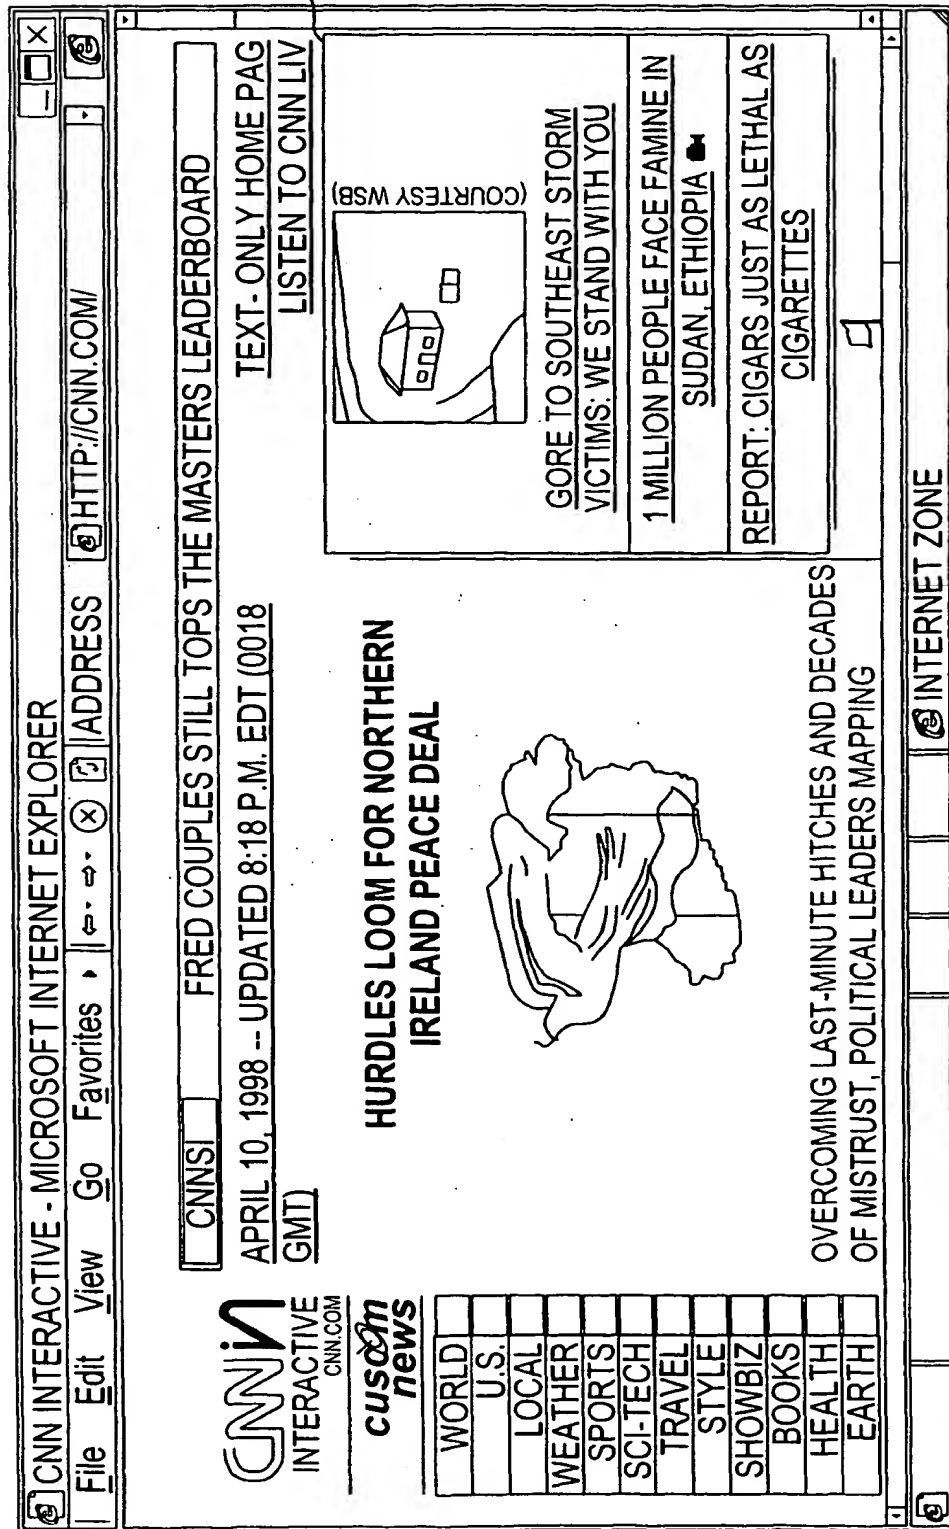 CNN INTERACTIVE - MICROSOFT INTERNET EXPLORER
File Edit View Go Favorites ADDRESS HTTP://CNN.COM/
CNNSI FRED COUPLES STILL TOPS THE MASTERS LEADERBOARD
CNN
INTERACTIVE
CNN.COM
APRIL 10, 1998 -- UPDATED 8:18 P.M. EDT (0018
GMT)
TEXT- ONLY HOME PAG
LISTEN TO CNN LIV
cusom
news
WORLD
U.S.
LOCAL
WEATHER
SPORTS
SCI-TECH
TRAVEL
STYLE
SHOWBIZ
BOOKS
HEALTH
EARTH
HURDLES LOOM FOR NORTHERN
IRELAND PEACE DEAL
OVERCOMING LAST-MINUTE HITCHES AND DECADES
OF MISTRUST, POLITICAL LEADERS MAPPING
(COURTESY WSB)
GORE TO SOUTHEAST STORM
VICTIMS: WE STAND WITH YOU
1 MILLION PEOPLE FACE FAMINE IN
SUDAN, ETHIOPIA
REPORT: CIGARS JUST AS LETHAL AS
CIGARETTES
INTERNET ZONE